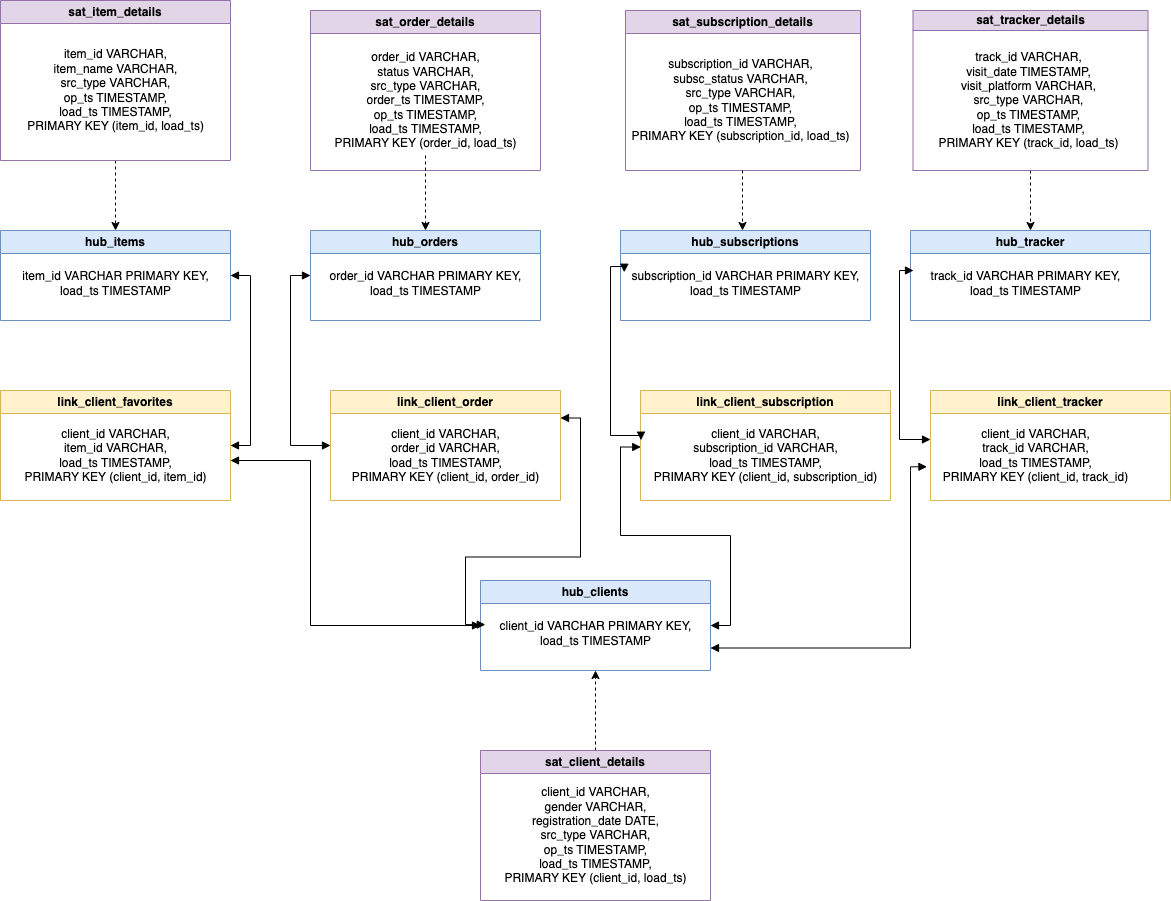 sat_item_details
item_id VARCHAR,
item_name VARCHAR,
src_type VARCHAR,
op_ts TIMESTAMP,
load_ts TIMESTAMP,
PRIMARY KEY (item_id, load_ts)
sat_order_details
order_id VARCHAR,
status VARCHAR,
src_type VARCHAR,
order_ts TIMESTAMP,
op_ts TIMESTAMP,
load_ts TIMESTAMP,
PRIMARY KEY (order_id, load_ts)
sat_subscription_details
subscription_id VARCHAR,
subsc_status VARCHAR,
src_type VARCHAR,
op_ts TIMESTAMP,
load_ts TIMESTAMP,
PRIMARY KEY (subscription_id, load_ts)
sat_tracker_details
track_id VARCHAR,
visit_date TIMESTAMP,
visit_platform VARCHAR,
src_type VARCHAR,
op_ts TIMESTAMP,
load_ts TIMESTAMP,
PRIMARY KEY (track_id, load_ts)
hub_items
item_id VARCHAR PRIMARY KEY,
load_ts TIMESTAMP
hub_orders
order_id VARCHAR PRIMARY KEY,
load_ts TIMESTAMP
hub_subscriptions
subscription_id VARCHAR PRIMARY KEY,
load_ts TIMESTAMP
hub_tracker
track_id VARCHAR PRIMARY KEY,
load_ts TIMESTAMP
link_client_favorites
client_id VARCHAR,
item_id VARCHAR,
load_ts TIMESTAMP,
PRIMARY KEY (client_id, item_id)
link_client_order
client_id VARCHAR,
order_id VARCHAR,
load_ts TIMESTAMP,
PRIMARY KEY (client_id, order_id)
link_client_subscription
client_id VARCHAR,
subscription_id VARCHAR,
load_ts TIMESTAMP,
PRIMARY KEY (client_id, subscription_id)
link_client_tracker
client_id VARCHAR,
track_id VARCHAR,
load_ts TIMESTAMP,
PRIMARY KEY (client_id, track_id)
hub_clients
client_id VARCHAR PRIMARY KEY,
load_ts TIMESTAMP
sat_client_details
client_id VARCHAR,
gender VARCHAR,
registration_date DATE,
src_type VARCHAR,
op_ts TIMESTAMP,
load_ts TIMESTAMP,
PRIMARY KEY (client_id, load_ts)